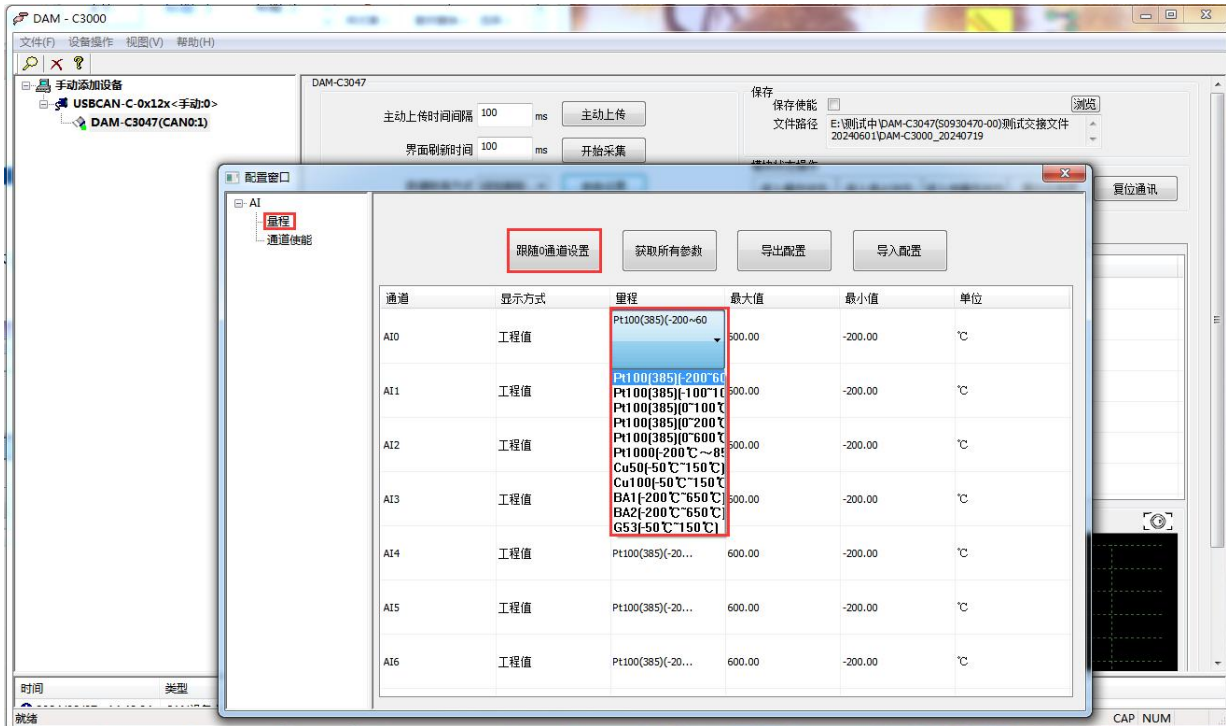 DAM - C3000
文件(F) 设备操作 视图(V) 帮助(H)
手动添加设备
USBCAN-C-0x12x<手动:0>
DAM-C3047(CAN0:1)
DAM-C3047
主动上传时间间隔 100 ms 主动上传
界面刷新时间 100 ms 开始采集
保存
保存使能 浏览
文件路径 E:\测试中\DAM-C3047(S0930470-00)测试交接文件
20240601\DAM-C3000_20240719
复位通讯
配置窗口
AI
量程
通道使能
跟随0通道设置 获取所有参数 导出配置 导入配置
通道 显示方式 量程 最大值 最小值 单位
Pt100(385)(-200~60
AI0 工程值 600.00 -200.00 ℃
Pt100(385)(-200~60
Pt100(385)(-100~10
AI1 工程值 600.00 -200.00 ℃
Pt100(385)(0~100℃
Pt100(385)(0~200℃
Pt100(385)(0~600℃
AI2 工程值 600.00 -200.00 ℃
Pt1000(-200℃～85
Cu50(-50℃~150℃)
Cu100(-50℃~150℃
BA1(-200℃~650℃)
AI3 工程值 600.00 -200.00 ℃
BA2(-200℃~650℃)
G53(-50℃~150℃)
AI4 工程值 Pt100(385)(-20... 600.00 -200.00 ℃
AI5 工程值 Pt100(385)(-20... 600.00 -200.00 ℃
AI6 工程值 Pt100(385)(-20... 600.00 -200.00 ℃
时间 类型
就绪 CAP NUM